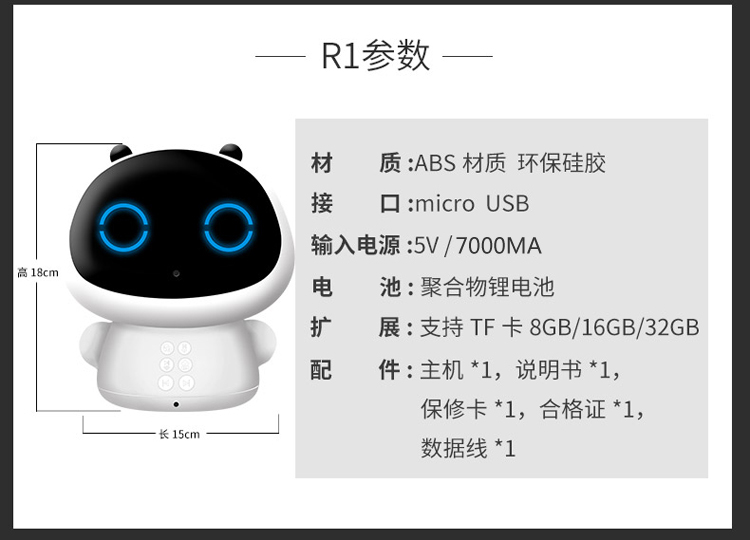 R1参数
材 质:ABS 材质 环保硅胶
接 口:micro USB
输入电源:5V/7000MA
电 池:聚合物锂电池
扩 展:支持 TF 卡 8GB/16GB/32GB
配 件:主机 *1，说明书 *1，
保修卡 *1，合格证 *1，
数据线 *1
高 18cm
长 15cm